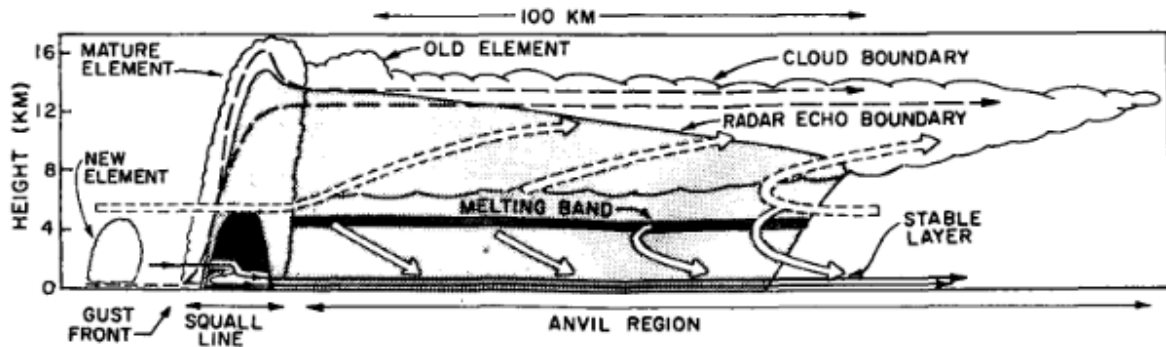 100 KM
16
12
8
4
0
HEIGHT (KM)
MATURE
ELEMENT
OLD ELEMENT
CLOUD BOUNDARY
RADAR ECHO BOUNDARY
NEW
ELEMENT
MELTING BAND
STABLE
LAYER
GUST
FRONT
SQUALL
LINE
ANVIL REGION